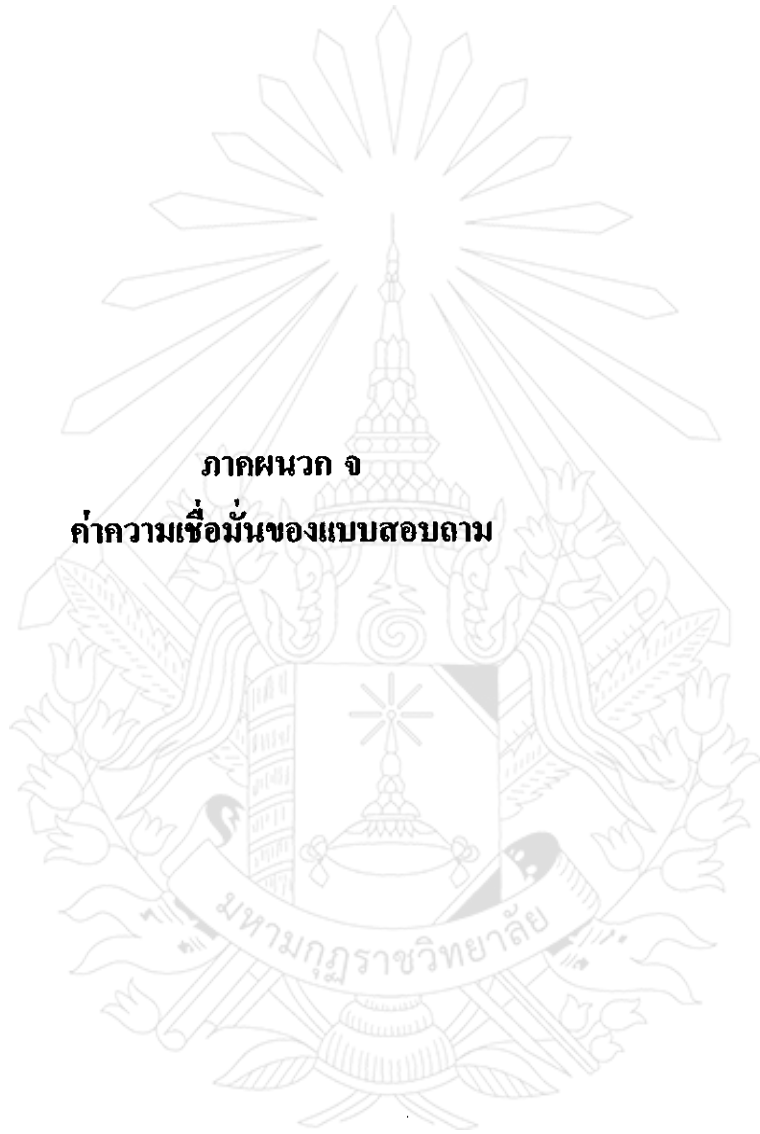 ภาคผนวก จ
ค่าความเชื่อมั่นของแบบสอบถาม
มหามกุฏราชวิทยาลัย